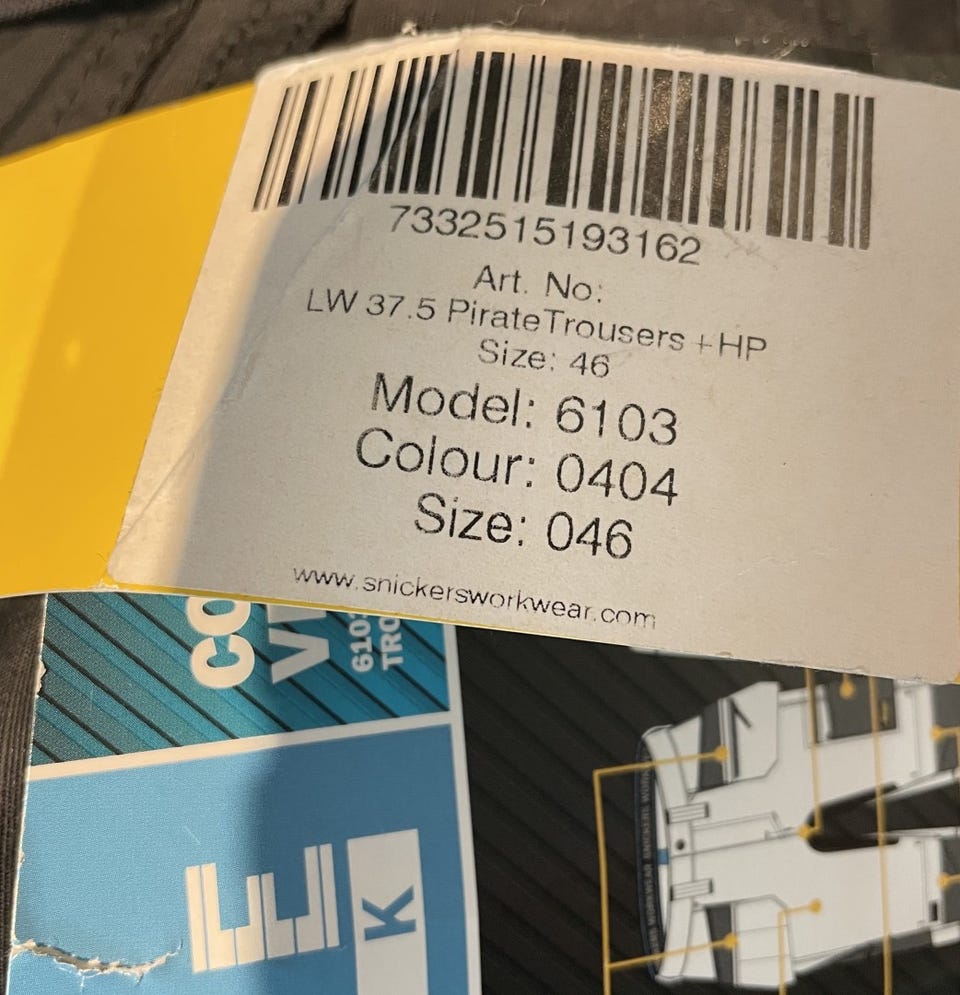 7332515193162
Art. No:
LW 37.5 PirateTrousers +HP
Size: 46
Model: 6103
Colour: 0404
Size: 046
www.snickersworkwear.com
K